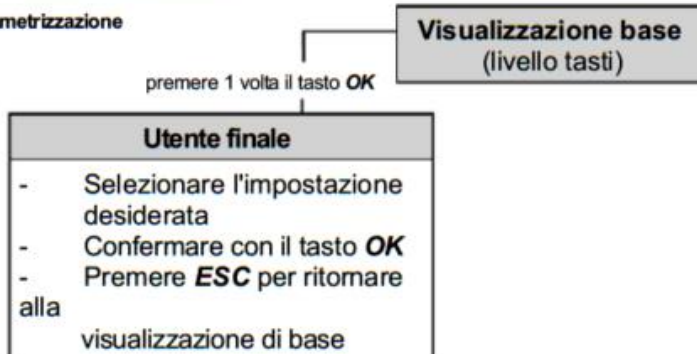 metrizzazione
Visualizzazione base
(livello tasti)
premere 1 volta il tasto OK
Utente finale
- Selezionare l'impostazione
desiderata
- Confermare con il tasto OK
- Premere ESC per ritornare
alla
visualizzazione di base